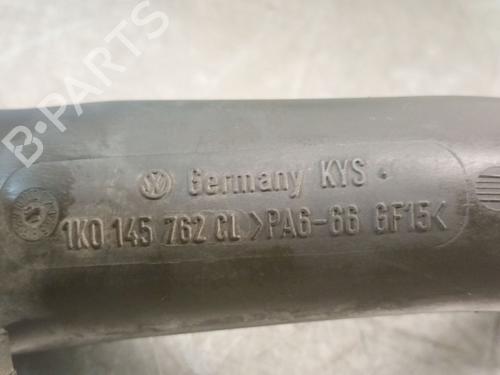 B-PARTS
Germany KYS
1K0 145 762 CL >PA6-66 GF15<